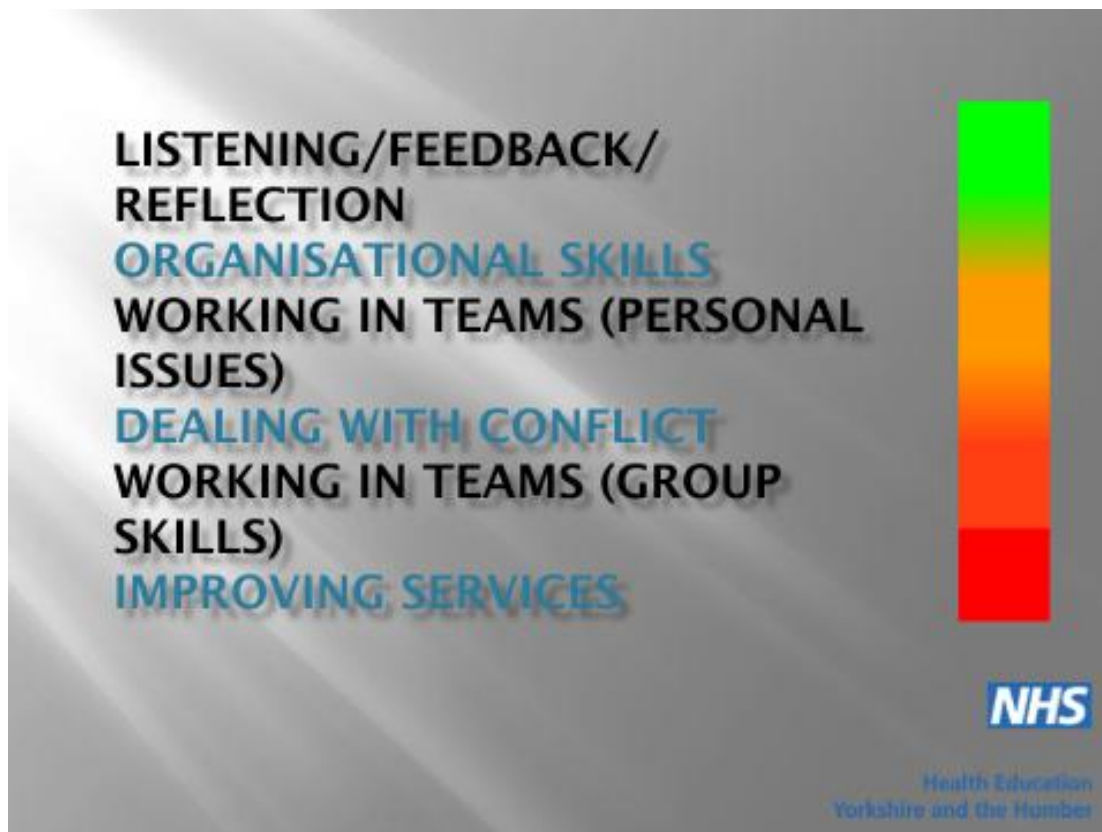 LISTENING/FEEDBACK/
REFLECTION
ORGANISATIONAL SKILLS
WORKING IN TEAMS (PERSONAL
ISSUES)
DEALING WITH CONFLICT
WORKING IN TEAMS (GROUP
SKILLS)
IMPROVING SERVICES
NHS
Health Education
Yorkshire and the Humber